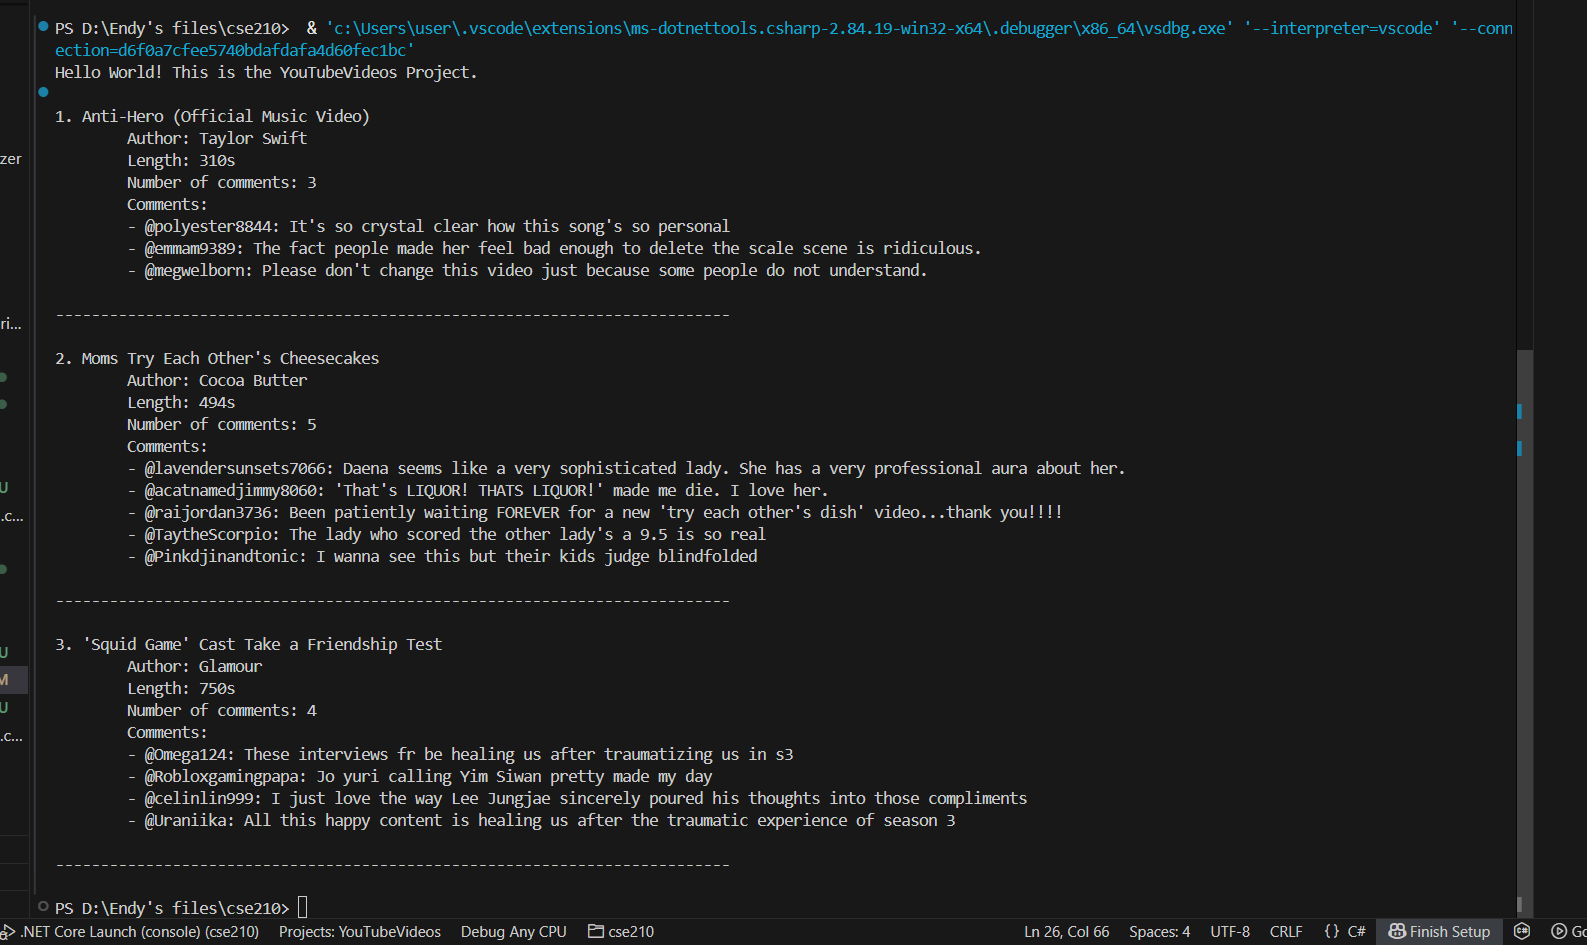 PS D:\Endy's files\cse210>  & 'c:\Users\user\.vscode\extensions\ms-dotnettools.csharp-2.84.19-win32-x64\.debugger\x86_64\vsdbg.exe' '--interpreter=vscode' '--conn
ection=d6f0a7cfee5740bdafdafa4d60fec1bc'
Hello World! This is the YouTubeVideos Project.
1. Anti-Hero (Official Music Video)
Author: Taylor Swift
zer
Length: 310s
Number of comments: 3
Comments:
- @polyester8844: It's so crystal clear how this song's so personal
- @emmam9389: The fact people made her feel bad enough to delete the scale scene is ridiculous.
- @megwelborn: Please don't change this video just because some people do not understand.
---------------------------------------------------------------------------
ri...
2. Moms Try Each Other's Cheesecakes
Author: Cocoa Butter
Length: 494s
Number of comments: 5
Comments:
- @lavendersunsets7066: Daena seems like a very sophisticated lady. She has a very professional aura about her.
U
- @acatnamedjimmy8060: 'That's LIQUOR! THATS LIQUOR!' made me die. I love her.
.c...
- @raijordan3736: Been patiently waiting FOREVER for a new 'try each other's dish' video...thank you!!!!
- @TaytheScorpio: The lady who scored the other lady's a 9.5 is so real
- @Pinkdjinandtonic: I wanna see this but their kids judge blindfolded
---------------------------------------------------------------------------
3. 'Squid Game' Cast Take a Friendship Test
U
Author: Glamour
M
Length: 750s
U
Number of comments: 4
.c...
Comments:
- @Omega124: These interviews fr be healing us after traumatizing us in s3
- @Robloxgamingpapa: Jo yuri calling Yim Siwan pretty made my day
- @celinlin999: I just love the way Lee Jungjae sincerely poured his thoughts into those compliments
- @Uraniika: All this happy content is healing us after the traumatic experience of season 3
---------------------------------------------------------------------------
PS D:\Endy's files\cse210>
.NET Core Launch (console) (cse210) Projects: YouTubeVideos Debug Any CPU cse210 Ln 26, Col 66 Spaces: 4 UTF-8 CRLF {} C# Finish Setup Go